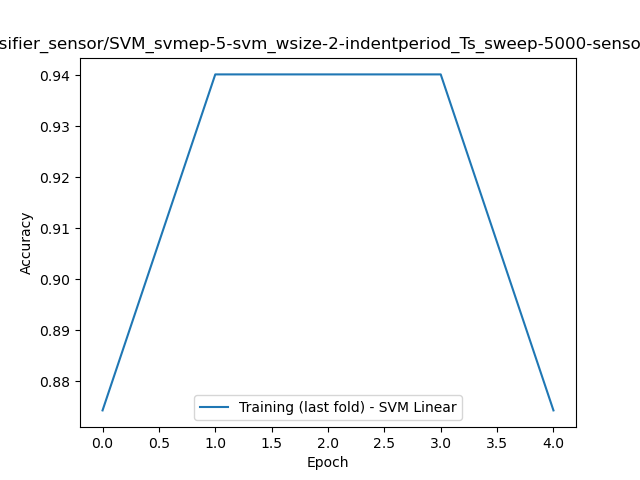 sifier_sensor/SVM_svmep-5-svm_wsize-2-indentperiod_Ts_sweep-5000-senso
0.94
0.93
0.92
0.91
0.90
0.89
0.88
Accuracy
Training (last fold) - SVM Linear
0.0 0.5 1.0 1.5 2.0 2.5 3.0 3.5 4.0
Epoch